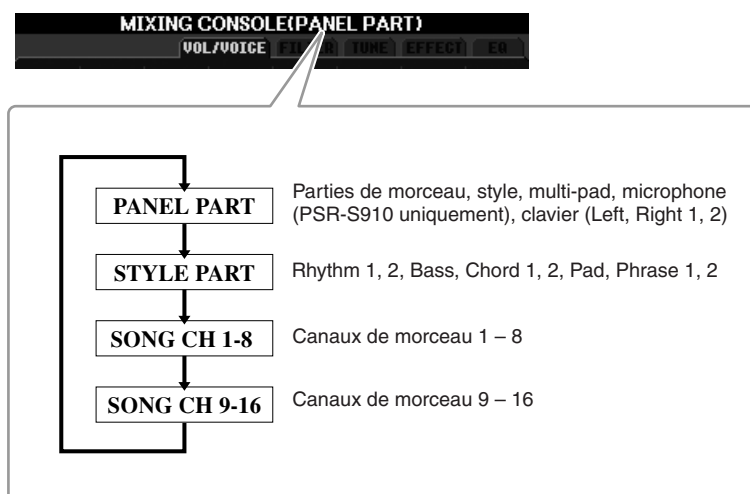 MIXING CONSOLE(PANEL PART)
VOL/VOICE FILTER TUNE EFFECT EQ
PANEL PART
Parties de morceau, style, multi-pad, microphone
(PSR-S910 uniquement), clavier (Left, Right 1, 2)
STYLE PART
Rhythm 1, 2, Bass, Chord 1, 2, Pad, Phrase 1, 2
SONG CH 1-8
Canaux de morceau 1 – 8
SONG CH 9-16
Canaux de morceau 9 – 16